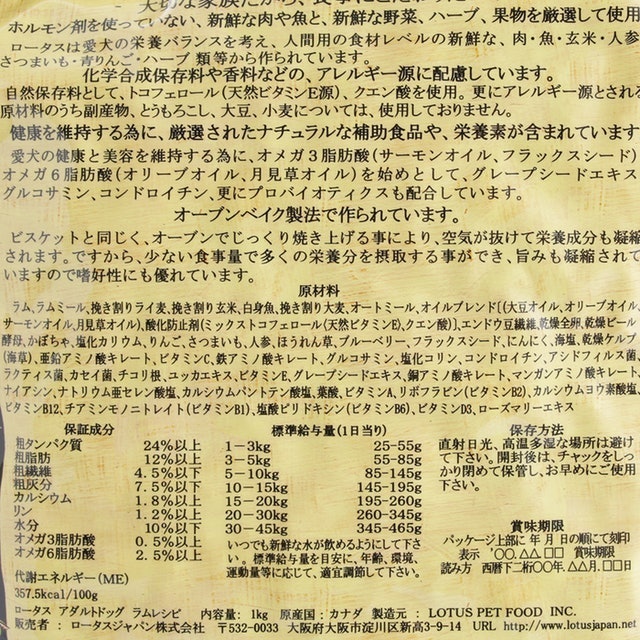 ホルモン剤を使っていない、新鮮な肉や魚と、新鮮な野菜、ハーブ、果物を厳選して使用
ロータスは愛犬の栄養バランスを考え、人間用の食材レベルの新鮮な、肉・魚・玄米・人参
さつまいも・青りんご・ハーブ 類等から作られています。
化学合成保存料や香料などの、アレルギー源に配慮しています。
自然保存料として、トコフェロール(天然ビタミンE源)、クエン酸を使用。更にアレルギー源とされる
原材料のうち副産物、とうもろこし、大豆、小麦については、使用しておりません。
健康を維持する為に、厳選されたナチュラルな補助食品や、栄養素が含まれています
愛犬の健康と美容を維持する為に、オメガ3脂肪酸(サーモンオイル、フラックスシード)
オメガ6脂肪酸(オリーブオイル、月見草オイル)を始めとして、グレープシードエキス
グルコサミン、コンドロイチン、更にプロバイオティクスも配合しています。
オーブンベイク製法で作られています。
ビスケットと同じく、オーブンでじっくり焼き上げる事により、空気が抜けて栄養成分も凝縮
されます。ですから、少ない食事量で多くの栄養分を摂取する事ができ、旨みも凝縮されて
いますので嗜好性にも優れています。
原材料
ラム、ラムミール、挽き割りライ麦、挽き割り玄米、白身魚、挽き割り大麦、オートミール、オイルブレンド[(大豆オイル、オリーブオイル、
サーモンオイル、月見草オイル)、酸化防止剤(ミックストコフェロール(天然ビタミンE)、クエン酸)]、エンドウ豆繊維、乾燥全卵、乾燥ビール
酵母、かぼちゃ、塩化カリウム、りんご、さつまいも、人参、ほうれん草、ブルーベリー、フラックスシード、にんにく、海塩、乾燥ケルプ
(海草)、亜鉛アミノ酸キレート、ビタミンC、鉄アミノ酸キレート、グルコサミン、塩化コリン、コンドロイチン、アシドフィルス菌、
ラクティス菌、カゼイ菌、チコリ根、ユッカエキス、ビタミンE、グレープシードエキス、銅アミノ酸キレート、マンガンアミノ酸キレート、
ナイアシン、ナトリウム亜セレン酸塩、カルシウムパントテン酸塩、葉酸、ビタミンA、リボフラビン(ビタミンB2)、カルシウムヨウ素酸塩、
ビタミンB12、チアミンモノニトレイト(ビタミンB1)、塩酸ピリドキシン(ビタミンB6)、ビタミンD3、ローズマリーエキス
保証成分
粗タンパク質 24%以上
粗脂肪 12%以上
粗繊維 4.5%以下
粗灰分 7.5%以下
カルシウム 1.8%以上
リン 1.2%以上
水分 10%以下
オメガ3脂肪酸 0.5%以上
オメガ6脂肪酸 2.5%以上
代謝エネルギー(ME)
357.5kcal/100g
標準給与量(1日当り)
1－3kg 25-55g
3－5kg 55-85g
5－10kg 85-145g
10－15kg 145-195g
15－20kg 195-260g
20－30kg 260-345g
30－45kg 345-465g
いつでも新鮮な水が飲めるようにして下さ
い。標準給与量を目安に、年齢、環境、
運動量等に応じて、適宜調節して下さい。
保存方法
直射日光、高温多湿な場所は避け
て下さい。開封後は、チャックをしっ
かり閉めて保管し、お早めにご使用
下さい。
賞味期限
パッケージ上部に 年 月 日の順にて刻印
表示 '○○.△△ □□ 賞味期限
読み方 西暦下二桁○○年.△△月.□□日
ロータス アダルトドッグ ラムレシピ 内容量：1kg 原産国：カナダ 製造元：LOTUS PET FOOD INC.
販売者：ロータスジャパン株式会社 〒532-0033 大阪府大阪市淀川区新高3-9-14 URL http://www.lotusjapan.net